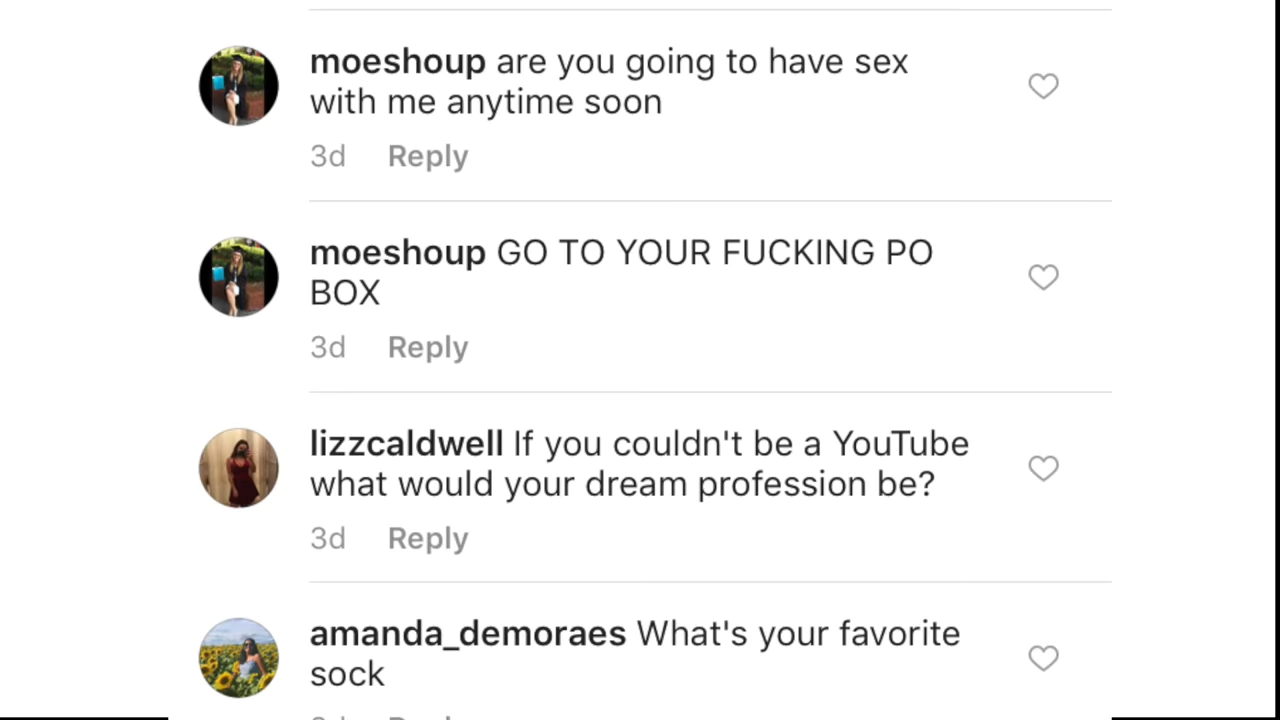 moeshoup are you going to have sex
with me anytime soon
3d Reply
moeshoup GO TO YOUR FUCKING PO
BOX
3d Reply
lizzcaldwell If you couldn't be a YouTube
what would your dream profession be?
3d Reply
amanda_demoraes What's your favorite
sock